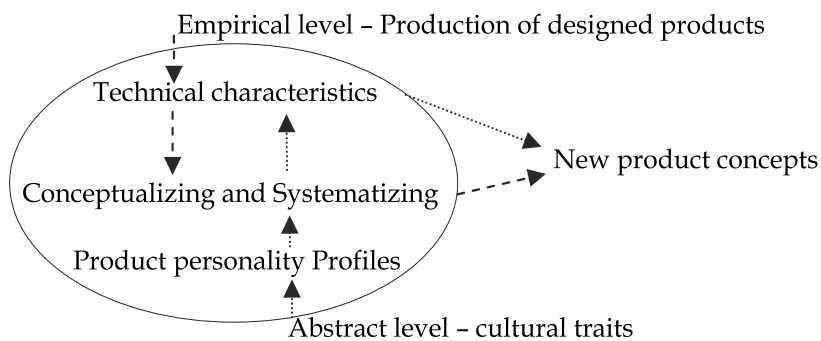 Empirical level – Production of designed products
Technical characteristics
New product concepts
Conceptualizing and Systematizing
Product personality Profiles
Abstract level – cultural traits